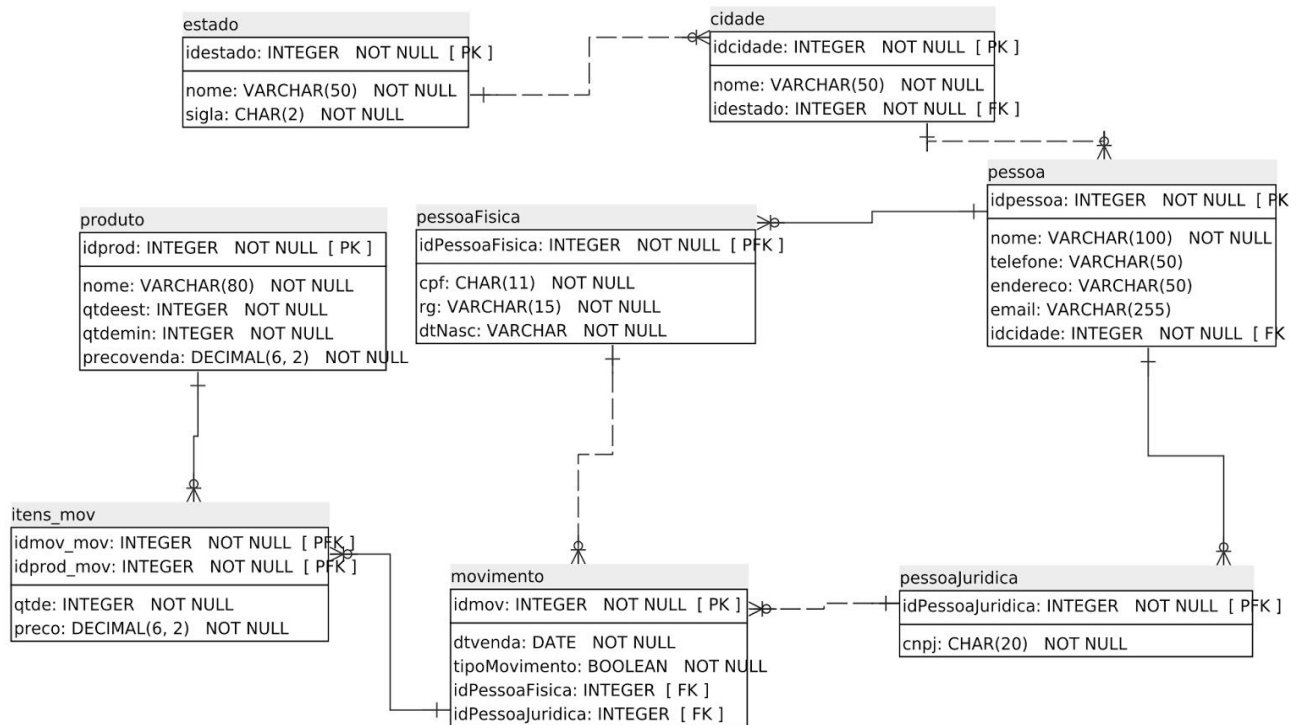 estado
idestado: INTEGER NOT NULL [ PK ]
nome: VARCHAR(50) NOT NULL
sigla: CHAR(2) NOT NULL
cidade
idcidade: INTEGER NOT NULL [ PK ]
nome: VARCHAR(50) NOT NULL
idestado: INTEGER NOT NULL [ FK ]
pessoa
idpessoa: INTEGER NOT NULL [ PK
nome: VARCHAR(100) NOT NULL
telefone: VARCHAR(50)
endereco: VARCHAR(50)
email: VARCHAR(255)
idcidade: INTEGER NOT NULL [ FK
produto
idprod: INTEGER NOT NULL [ PK ]
nome: VARCHAR(80) NOT NULL
qtdeest: INTEGER NOT NULL
qtdemin: INTEGER NOT NULL
precovenda: DECIMAL(6, 2) NOT NULL
pessoaFisica
idPessoaFisica: INTEGER NOT NULL [ PFK ]
cpf: CHAR(11) NOT NULL
rg: VARCHAR(15) NOT NULL
dtNasc: VARCHAR NOT NULL
itens_mov
idmov_mov: INTEGER NOT NULL [ PFK ]
idprod_mov: INTEGER NOT NULL [ PFK ]
qtde: INTEGER NOT NULL
preco: DECIMAL(6, 2) NOT NULL
movimento
idmov: INTEGER NOT NULL [ PK ]
dtvenda: DATE NOT NULL
tipoMovimento: BOOLEAN NOT NULL
idPessoaFisica: INTEGER [ FK ]
idPessoaJuridica: INTEGER [ FK ]
pessoaJuridica
idPessoaJuridica: INTEGER NOT NULL [ PFK ]
cnpj: CHAR(20) NOT NULL